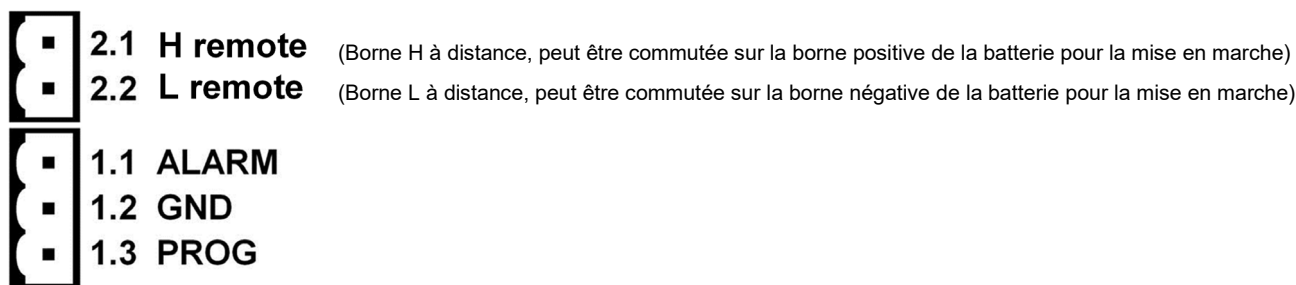 2.1 H remote (Borne H à distance, peut être commutée sur la borne positive de la batterie pour la mise en marche)
2.2 L remote (Borne L à distance, peut être commutée sur la borne négative de la batterie pour la mise en marche)
1.1 ALARM
1.2 GND
1.3 PROG